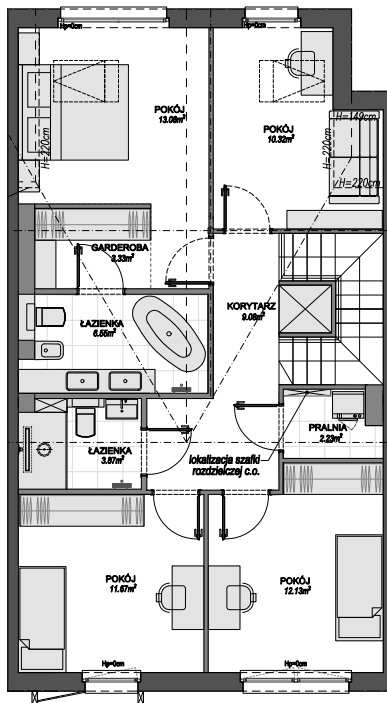 Hp=0cm
Hp=0cm
POKÓJ
13.08m²
POKÓJ
10.32m²
H=149cm
H=220cm
H=220cm
H=220cm
GARDEROBA
3.33m²
ŁAZIENKA
6.55m²
KORYTARZ
9.08m²
ŁAZIENKA
3.87m²
PRALNIA
2.23m²
lokalizacja szafki
rozdzielczej c.o.
POKÓJ
11.67m²
POKÓJ
12.13m²
Hp=0cm
Hp=0cm